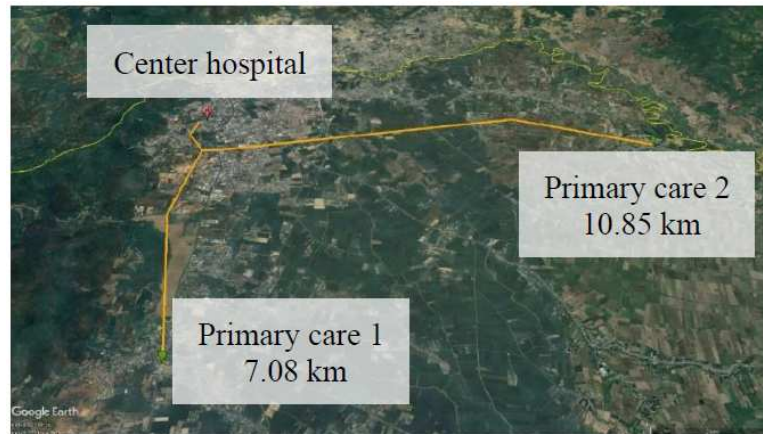 Center hospital
Primary care 2
10.85 km
Primary care 1
7.08 km
Google Earth